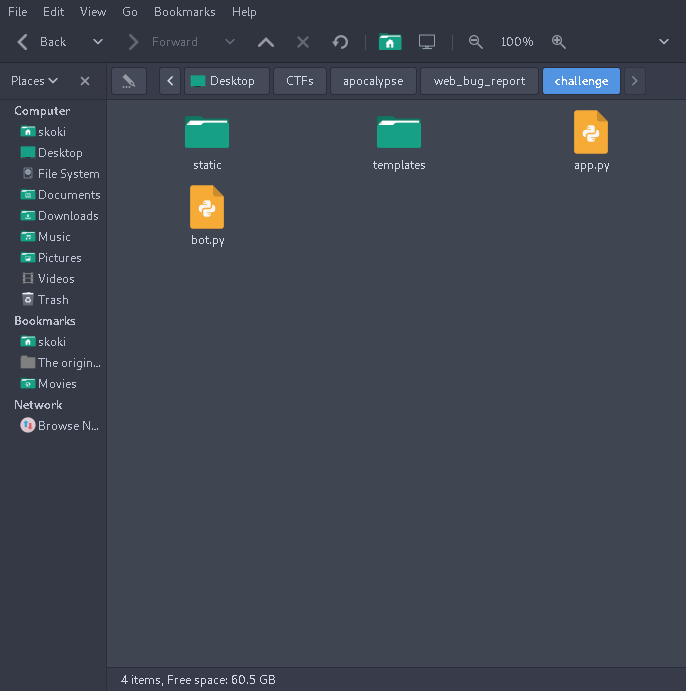 File Edit View Go Bookmarks Help
Back Forward 100%
Places Desktop CTFs apocalypse web_bug_report challenge
Computer
skoki
Desktop
File System
Documents
Downloads
Music
Pictures
Videos
Trash
Bookmarks
skoki
The origin...
Movies
Network
Browse N...
static templates app.py
bot.py
4 items, Free space: 60.5 GB